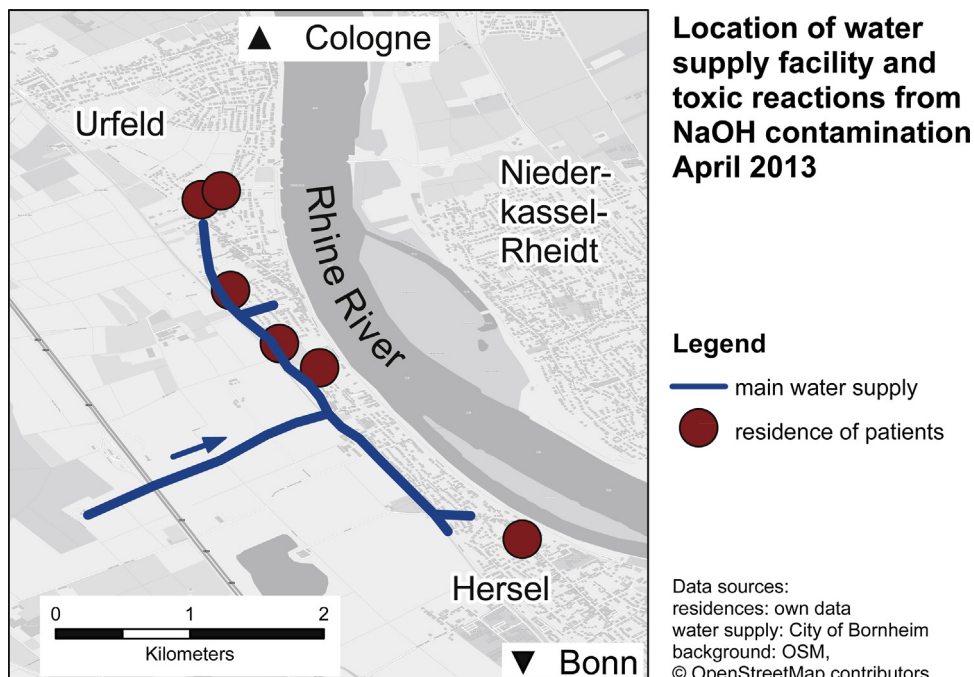 ▲ Cologne
Urfeld
Nieder-
kassel-
Rheidt
Rhine River
Hersel
0 1 2
Kilometers
▼ Bonn
Location of water
supply facility and
toxic reactions from
NaOH contamination
April 2013
Legend
main water supply
residence of patients
Data sources:
residences: own data
water supply: City of Bornheim
background: OSM,
© OpenStreetMap contributors